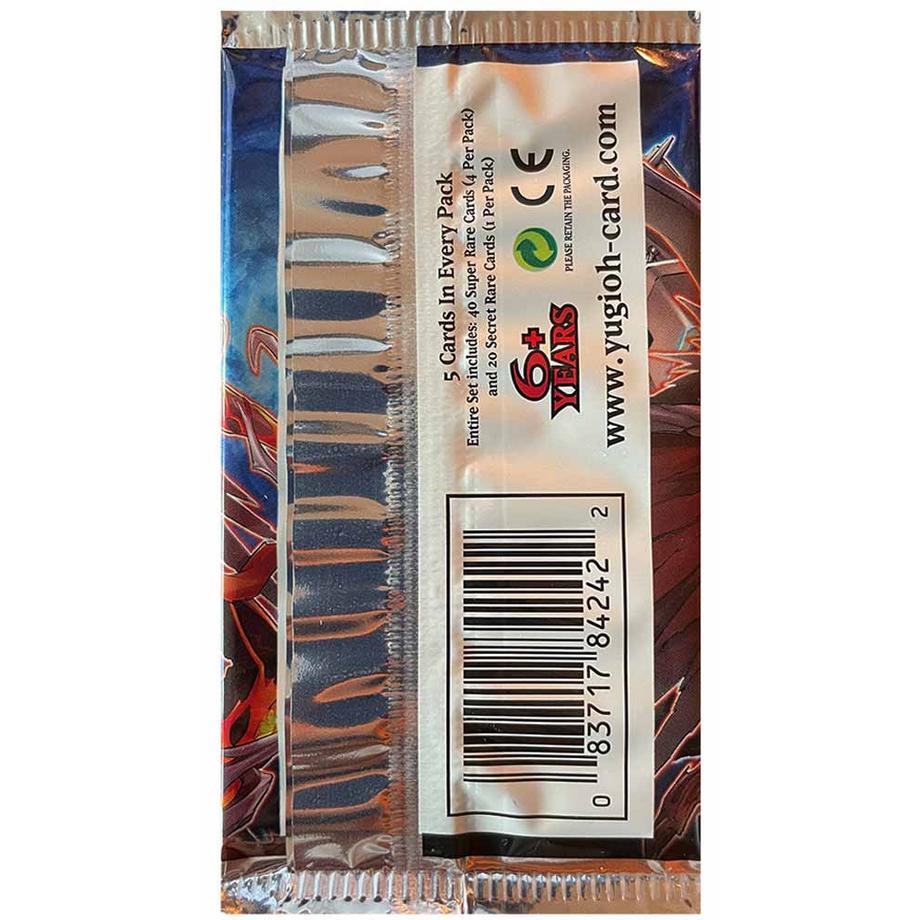 5 Cards In Every Pack
Entire Set includes: 40 Super Rare Cards (4 Per Pack)
and 20 Secret Rare Cards (1 Per Pack)
6+
YEARS
CE
PLEASE RETAIN THE PACKAGING.
www.yugioh-card.com
0 83717 84242 2